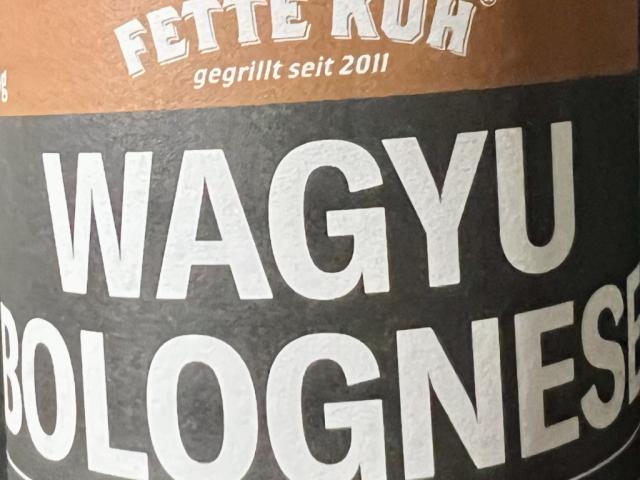 FETTE KUH®
gegrillt seit 2011
g
WAGYU
BOLOGNESE